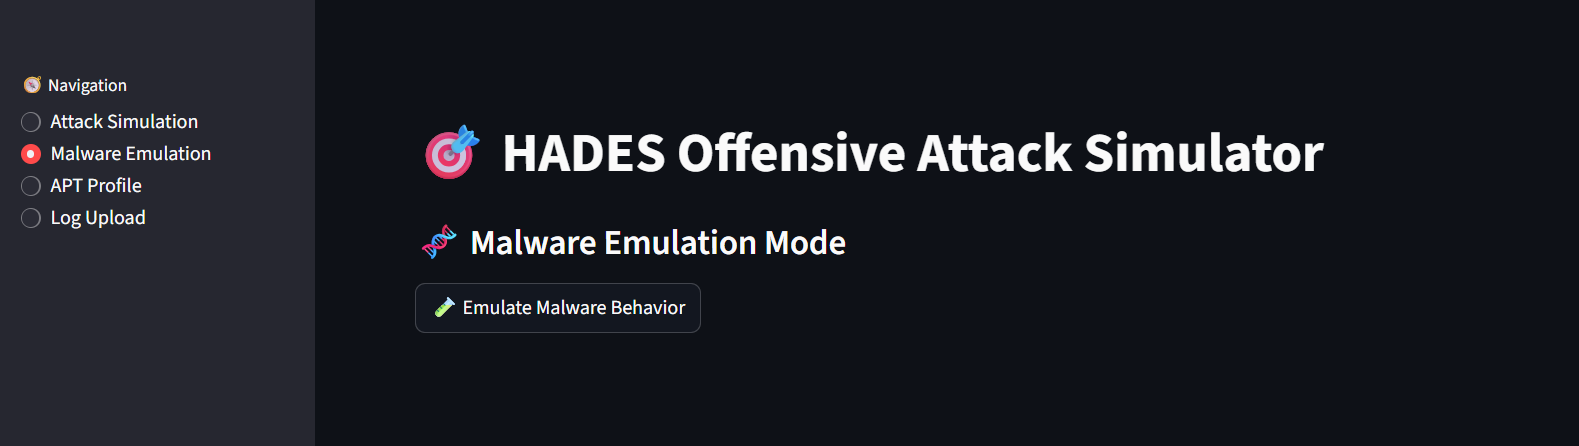 Navigation
Attack Simulation
Malware Emulation
APT Profile
Log Upload
HADES Offensive Attack Simulator
Malware Emulation Mode
Emulate Malware Behavior